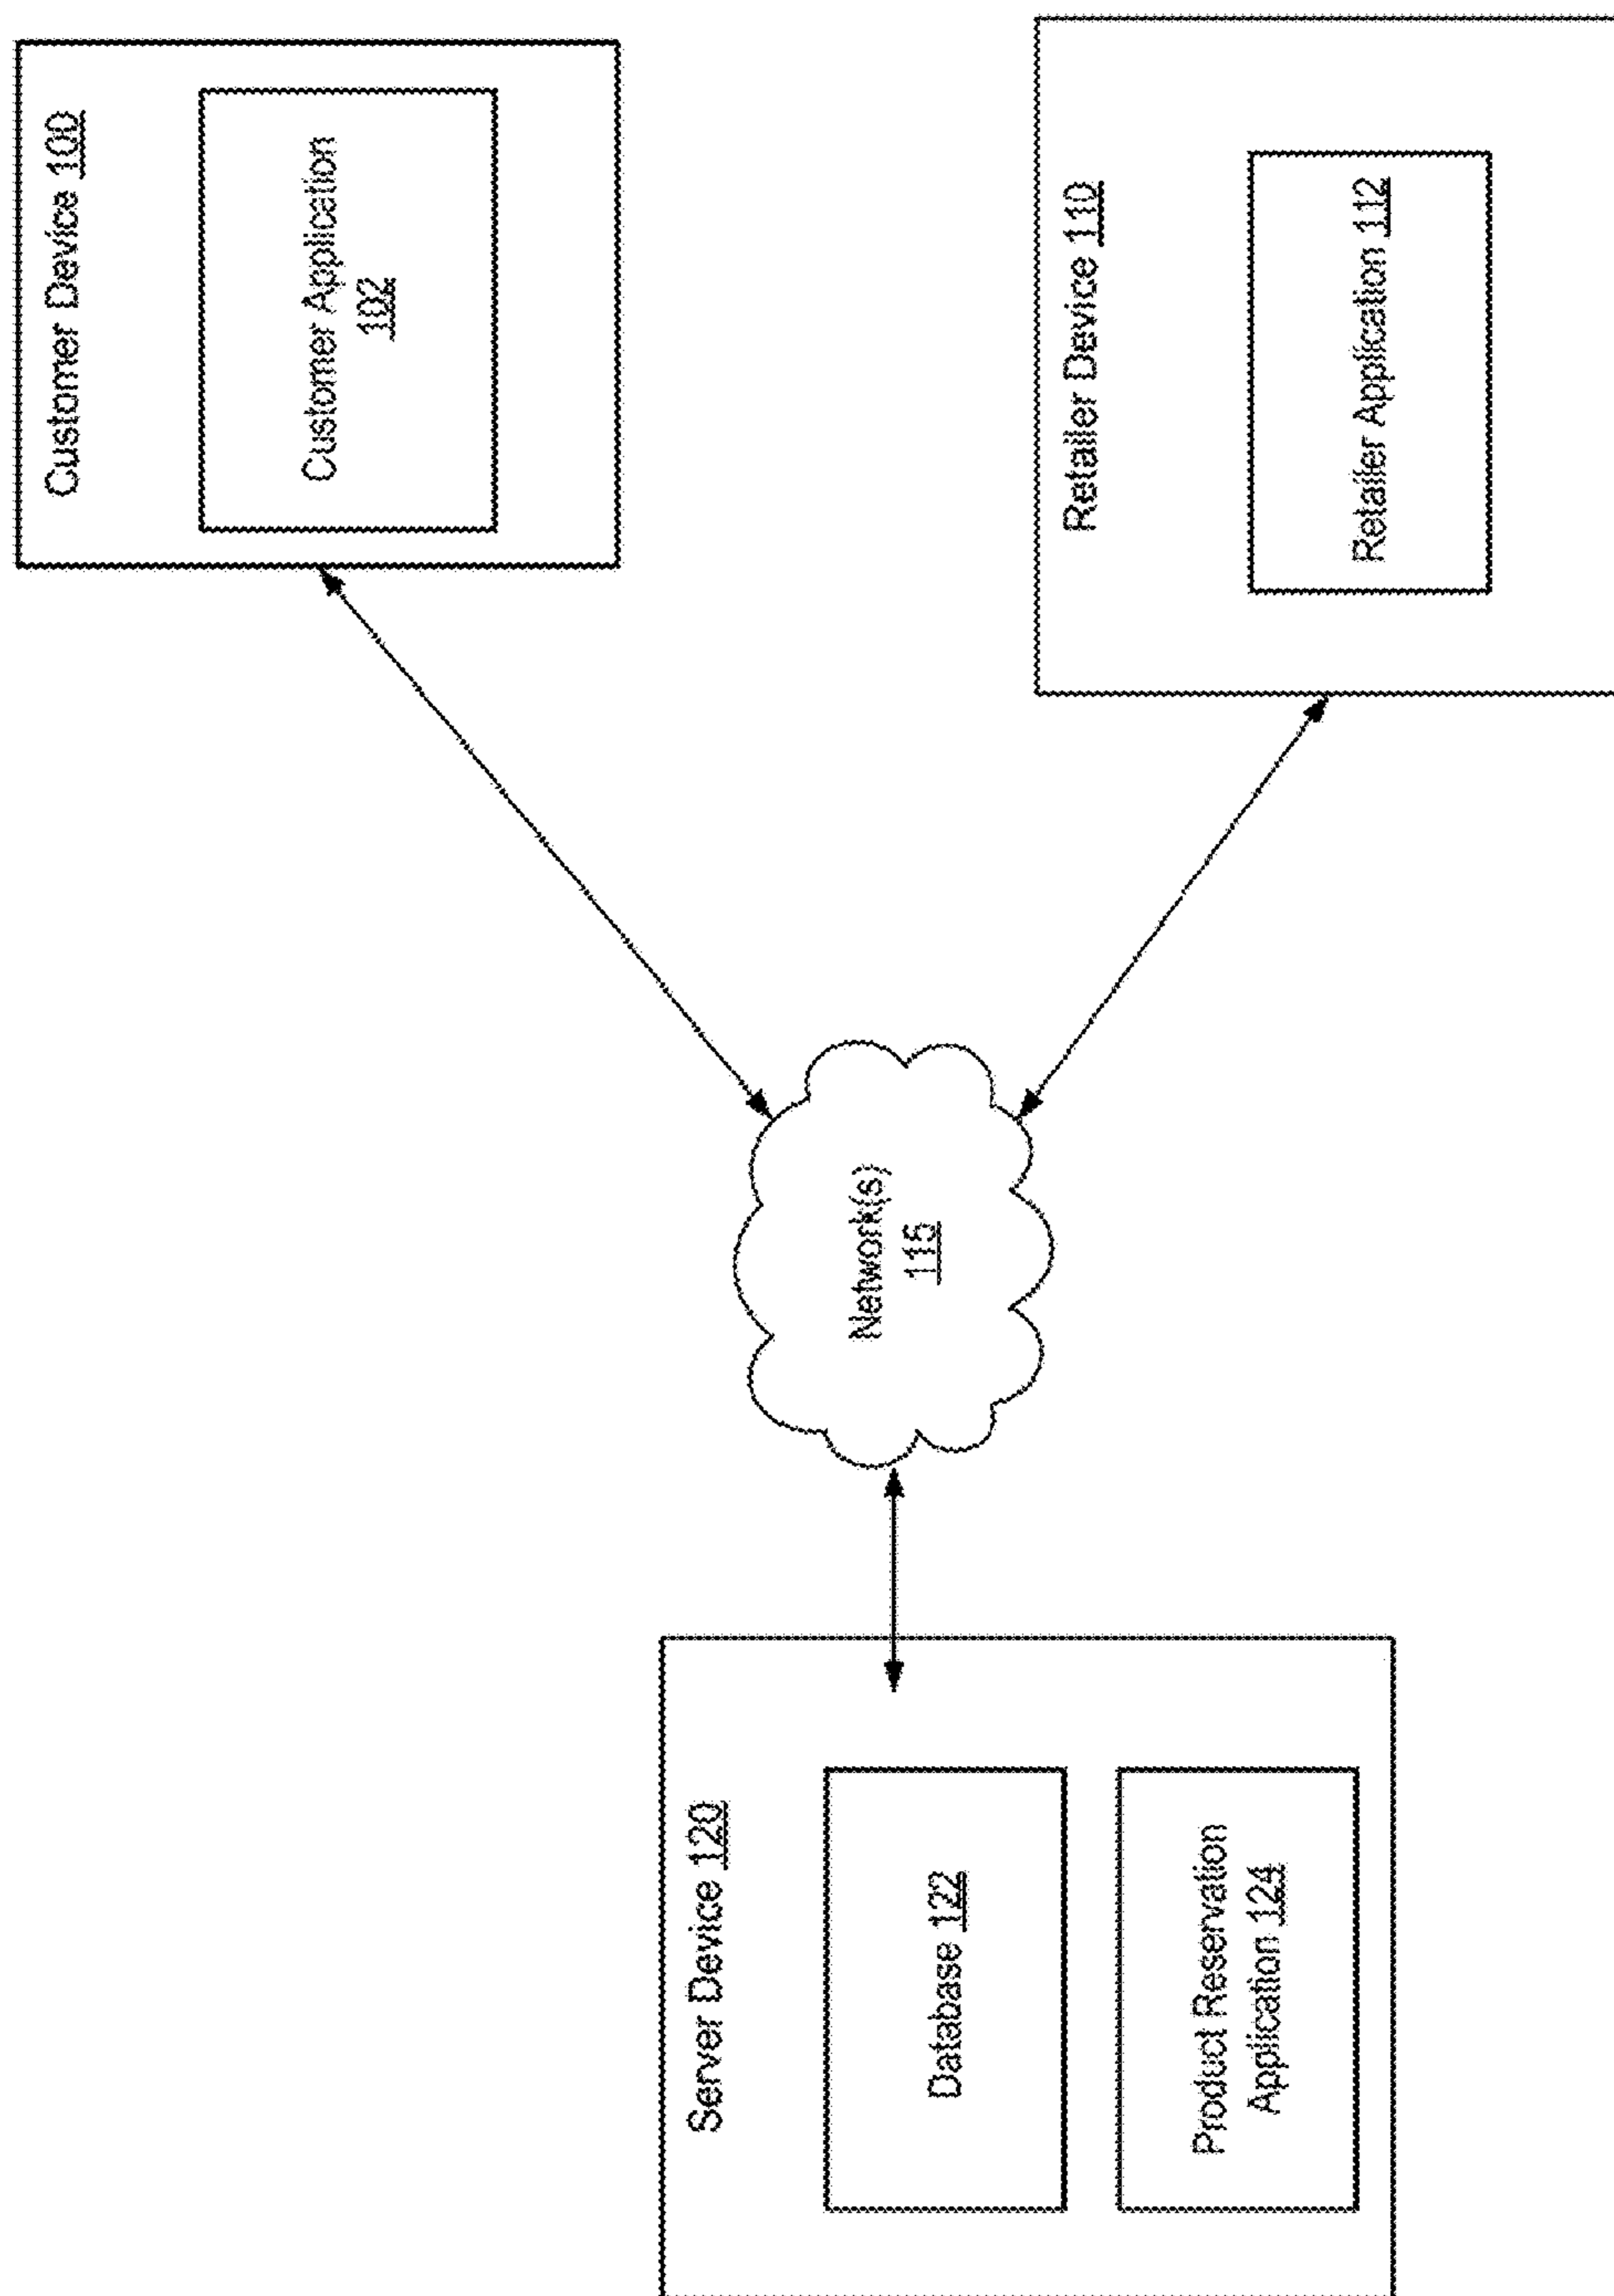 Customer Device 100
Customer Application
102
Retailer Device 110
Retailer Application 112
Network(s)
115
Server Device 120
Database 122
Product Reservation
Application 124